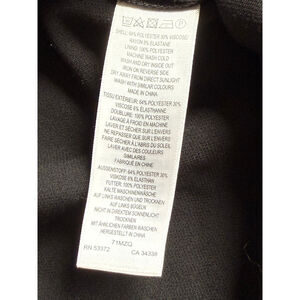 SHELL: 64% POLYESTER 30% VISCOSE/
RAYON 6% ELASTANE
LINING: 100% POLYESTER
MACHINE WASH COLD
WASH AND DRY INSIDE OUT
IRON ON REVERSE SIDE
DRY AWAY FROM DIRECT SUNLIGHT
WASH WITH SIMILAR COLOURS
MADE IN CHINA
TISSU EXTÉRIEUR: 64% POLYESTER 30%
VISCOSE 6% ÉLASTHANNE
DOUBLURE: 100% POLYESTER
LAVAGE À FROID EN MACHINE
LAVER ET SÉCHER SUR L'ENVERS
NE REPASSER QUE SUR L'ENVERS
FAIRE SÉCHER À L'ABRI DU SOLEIL
LAVER AVEC DES COULEURS
SIMILAIRES
FABRIQUÉ EN CHINE
AUSSENSTOFF: 64% POLYESTER 30%
VISKOSE 6% ELASTHAN
FUTTER: 100% POLYESTER
KALTE WASCHMASCHINENWÄSCHE
AUF LINKS WASCHEN UND TROCKNEN
AUF LINKS BÜGELN
NICHT IN DIREKTEM SONNENLICHT
TROCKNEN
MIT ÄHNLICHEN FARBEN WASCHEN
HERGESTELLT IN CHINA
71MZQ
RN 53372 CA 34338